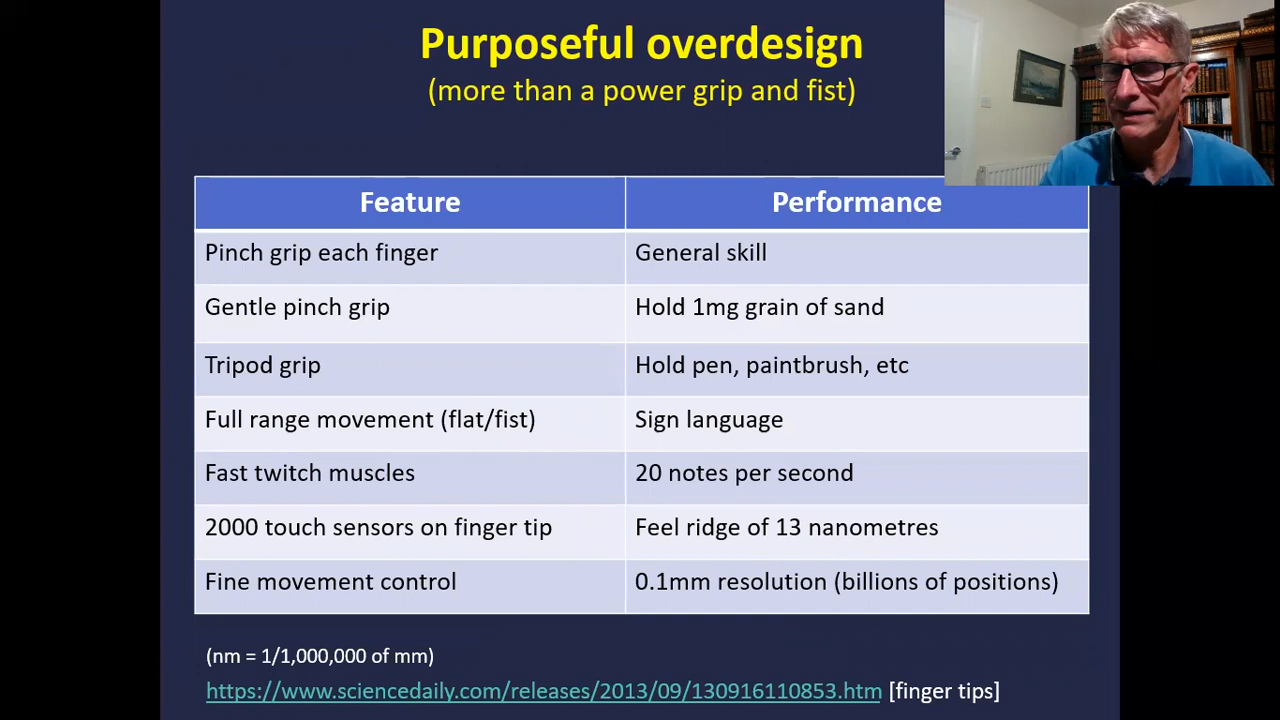 Purposeful overdesign
(more than a power grip and fist)
Feature Performance
Pinch grip each finger General skill
Gentle pinch grip Hold 1mg grain of sand
Tripod grip Hold pen, paintbrush, etc
Full range movement (flat/fist) Sign language
Fast twitch muscles 20 notes per second
2000 touch sensors on finger tip Feel ridge of 13 nanometres
Fine movement control 0.1mm resolution (billions of positions)
(nm = 1/1,000,000 of mm)
https://www.sciencedaily.com/releases/2013/09/130916110853.htm [finger tips]